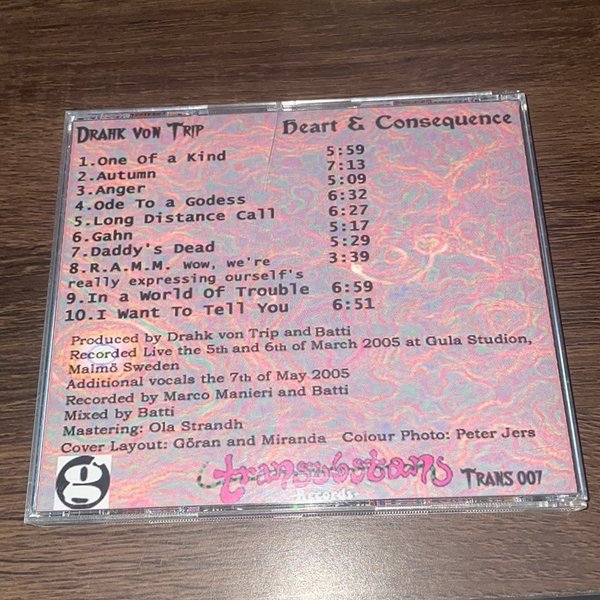 Drahk von Trip Heart & Consequence
1.One Of a Kind 5:59
2.Autumn 7:13
3.Anger 5:09
4.Ode To a Godess 6:32
5.Long Distance Call 6:27
6.Gahn 5:17
7.Daddy's Dead 5:29
8.R.A.M.M. wow, we're 3:39
really expressing ourself's
9.In a World Of Trouble 6:59
10.I Want To Tell You 6:51
Produced by Drahk von Trip and Batti
Recorded Live the 5th and 6th of March 2005 at Gula Studion,
Malmö Sweden
Additional vocals the 7th of May 2005
Recorded by Marco Manieri and Batti
Mixed by Batti
Mastering: Ola Strandh
Cover Layout: Göran and Miranda Colour Photo: Peter Jers
g transubstans Trans 007
Records